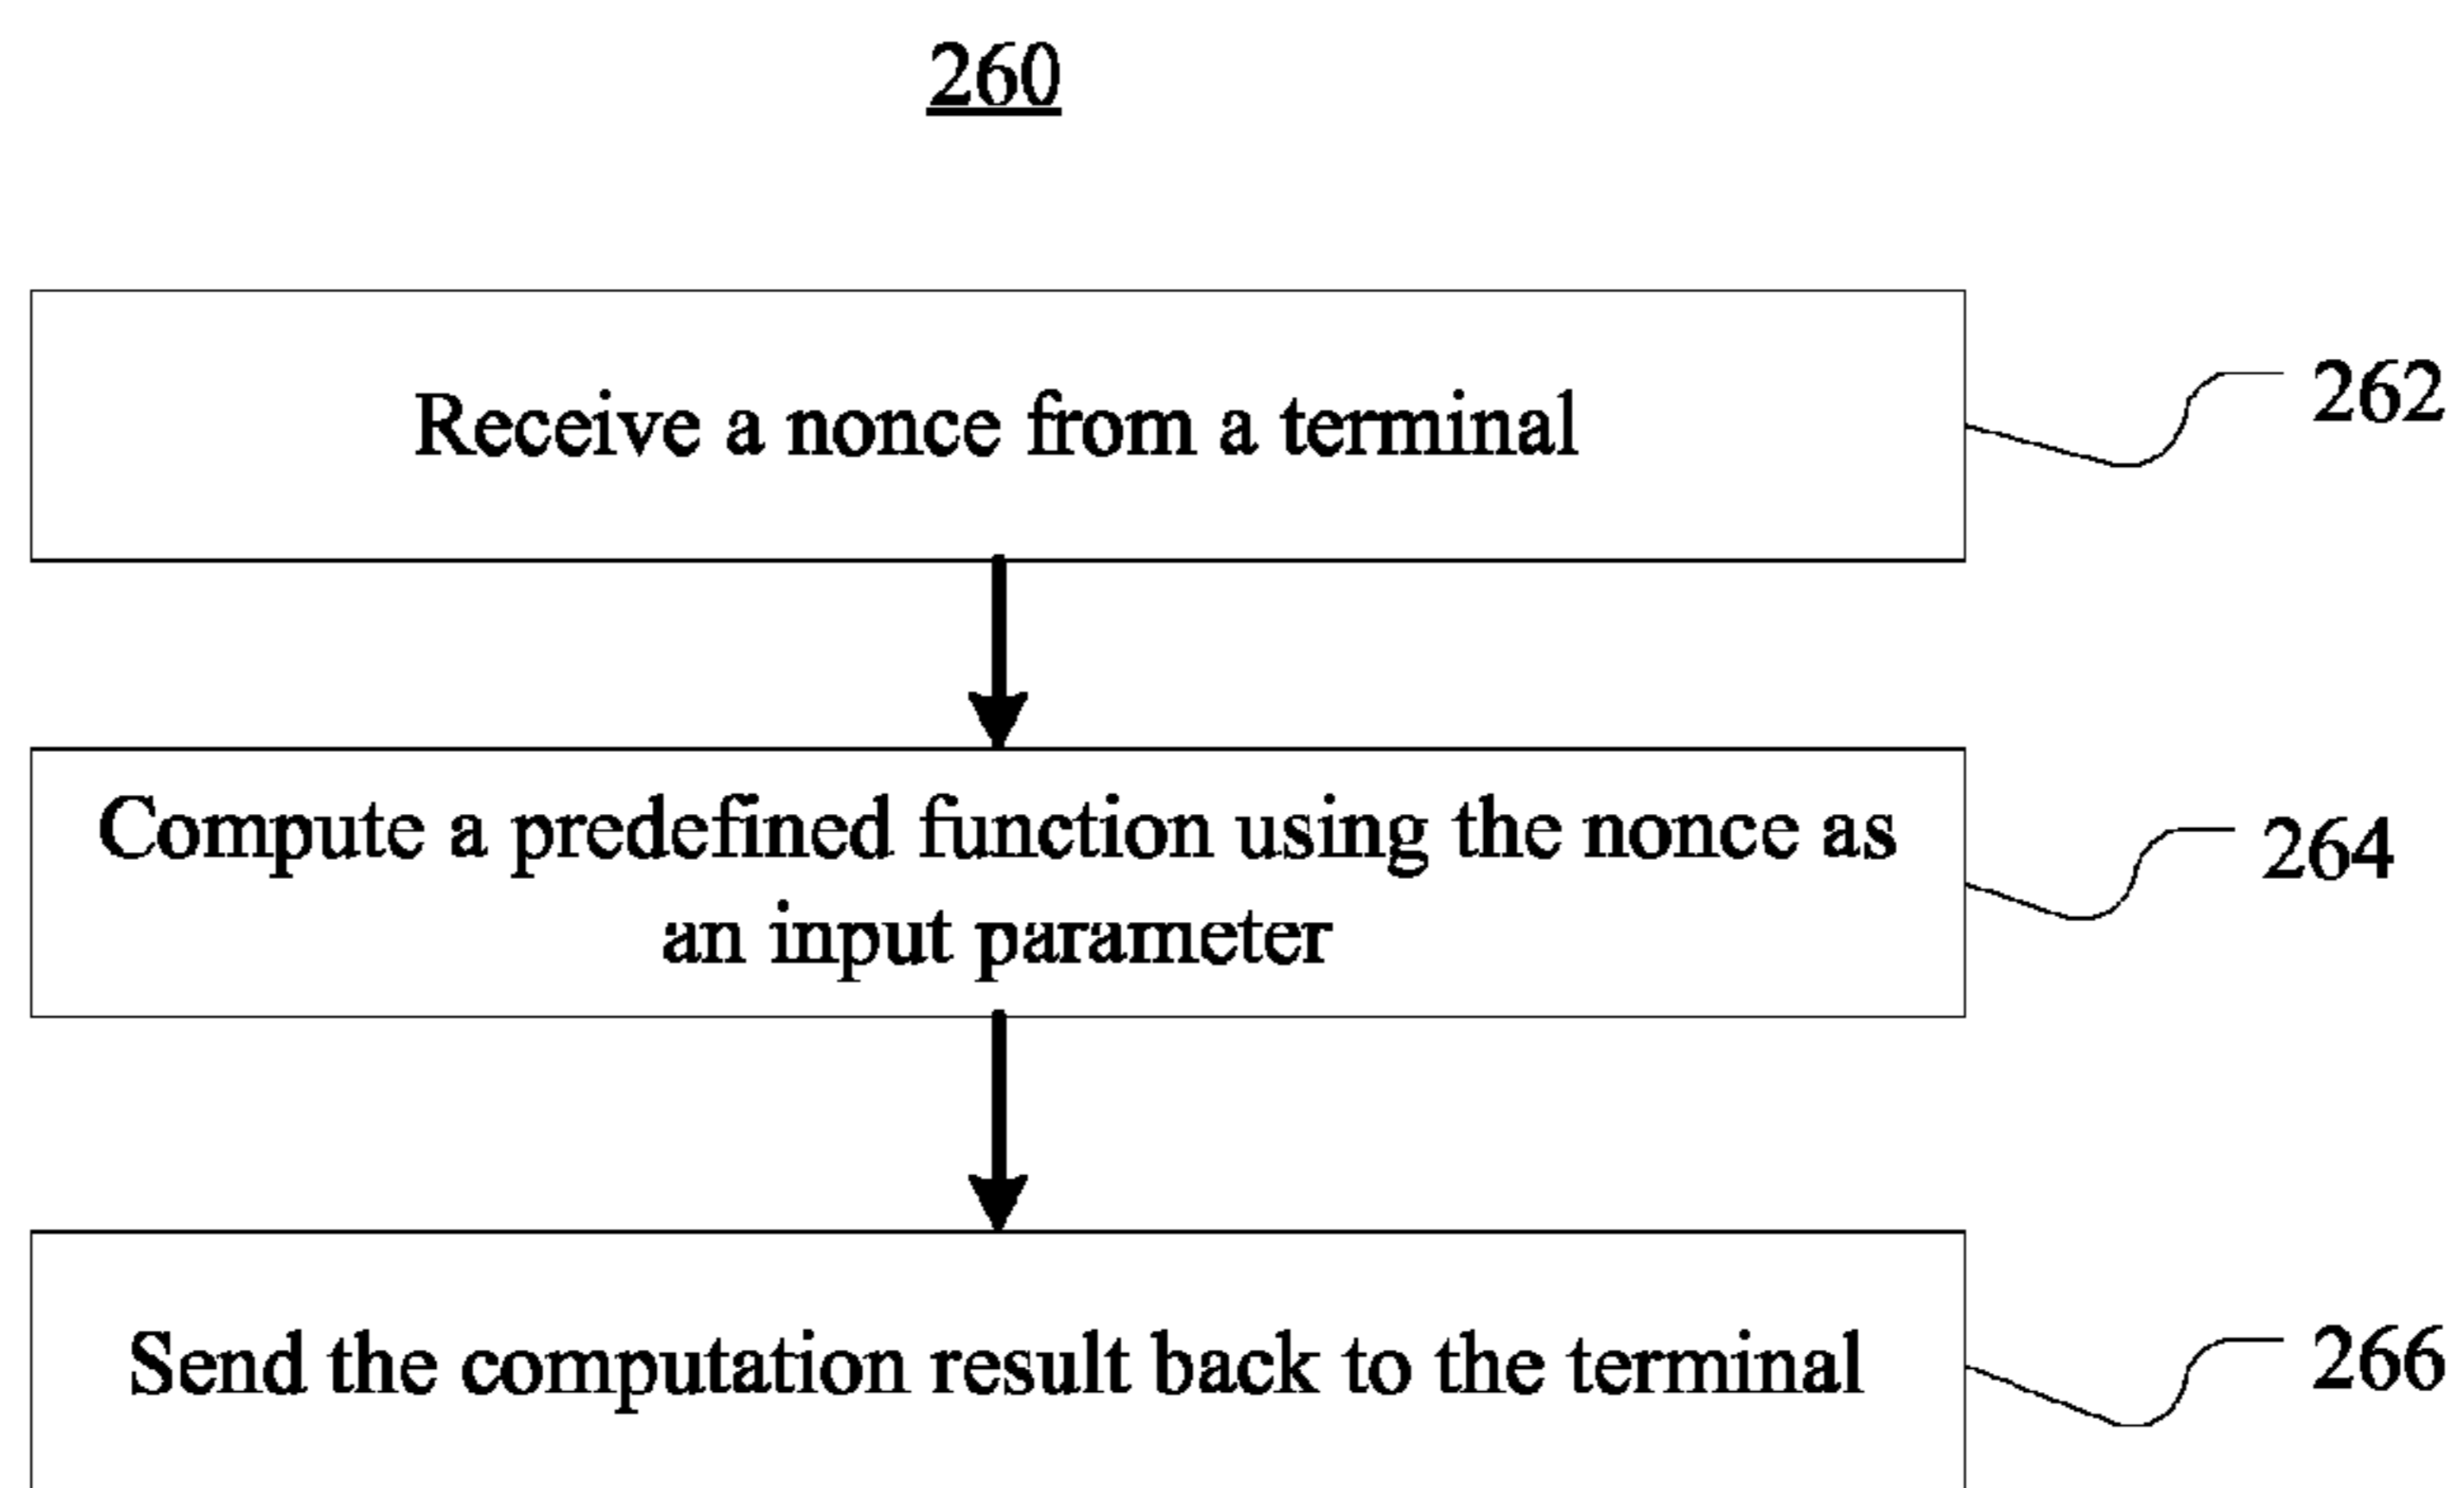 260
Receive a nonce from a terminal
262
Compute a predefined function using the nonce as
an input parameter
264
Send the computation result back to the terminal
266